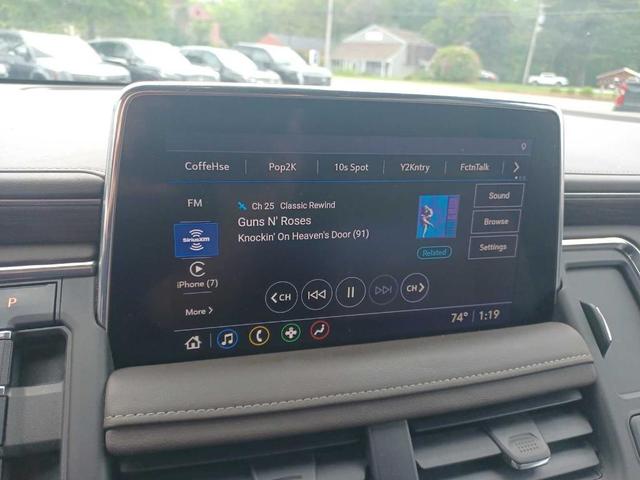 CoffeHse Pop2K 10s Spot Y2Kntry FctnTalk
FM
Ch 25 Classic Rewind
Guns N' Roses
Knockin' On Heaven's Door (91)
Related
Sound
Browse
Settings
SiriusXM
iPhone (7)
More
CH
CH
74° 1:19
P